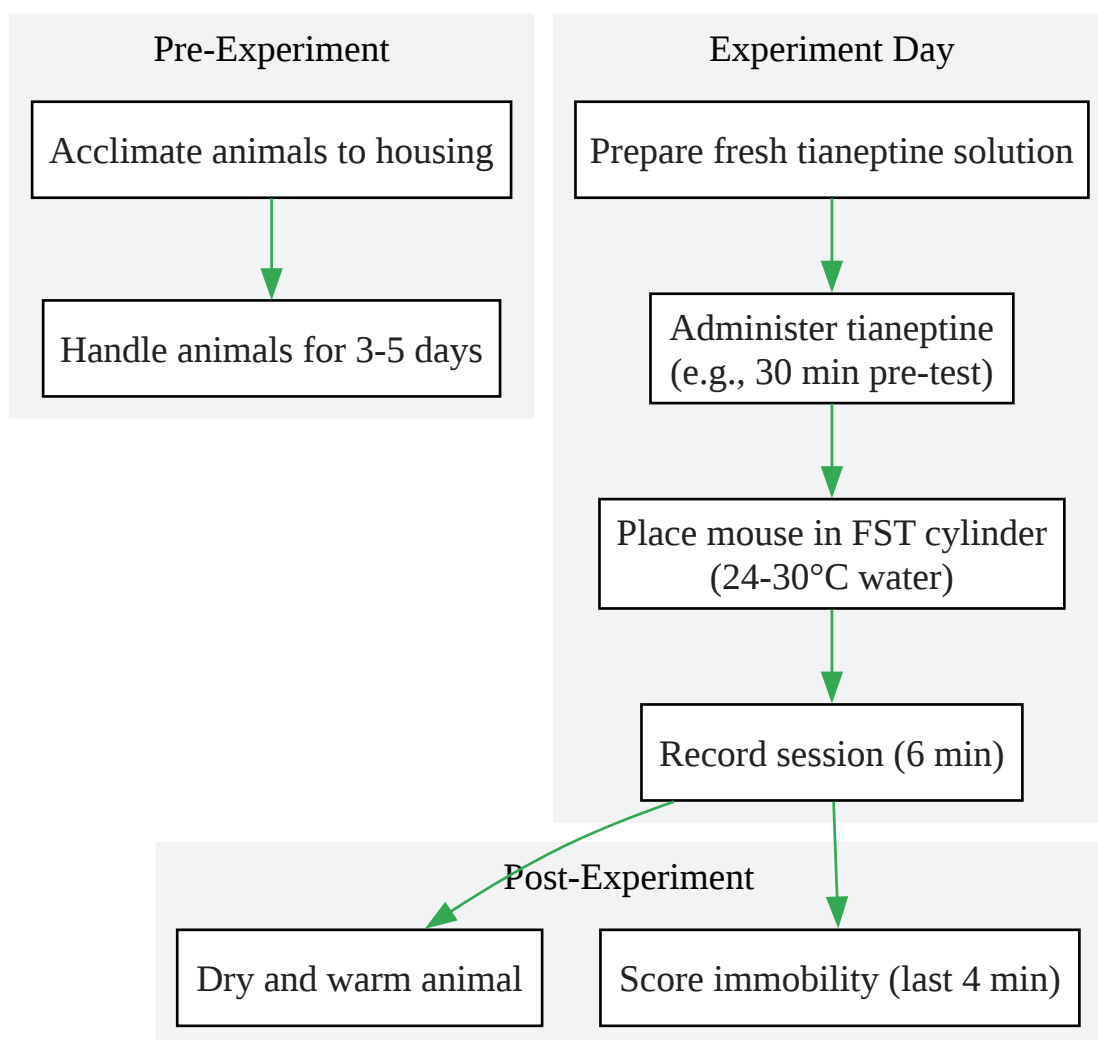 Pre-Experiment
Acclimate animals to housing
Handle animals for 3-5 days
Experiment Day
Prepare fresh tianeptine solution
Administer tianeptine
(e.g., 30 min pre-test)
Place mouse in FST cylinder
(24-30°C water)
Record session (6 min)
Post-Experiment
Dry and warm animal
Score immobility (last 4 min)